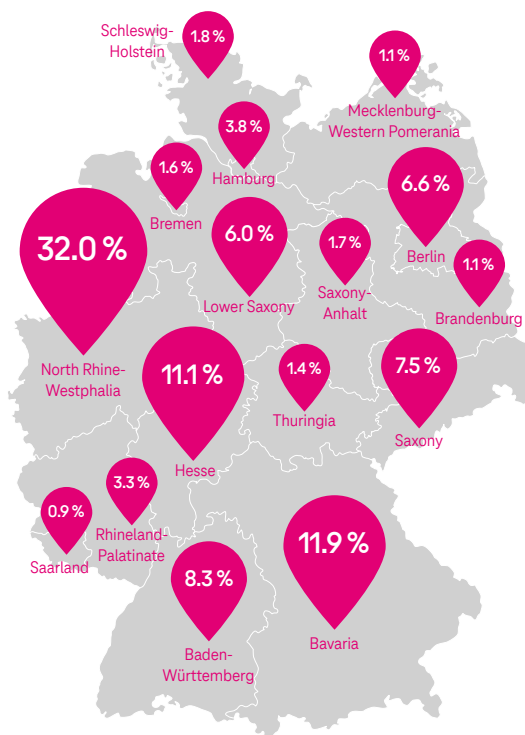 Schleswig-
Holstein
1.8 %
1.1 %
Mecklenburg-
Western Pomerania
3.8 %
Hamburg
1.6 %
Bremen
6.6 %
Berlin
32.0 %
North Rhine-
Westphalia
6.0 %
Lower Saxony
1.7 %
Saxony-
Anhalt
1.1 %
Brandenburg
11.1 %
Hesse
1.4 %
Thuringia
7.5 %
Saxony
0.9 %
Saarland
3.3 %
Rhineland-
Palatinate
8.3 %
Baden-
Württemberg
11.9 %
Bavaria